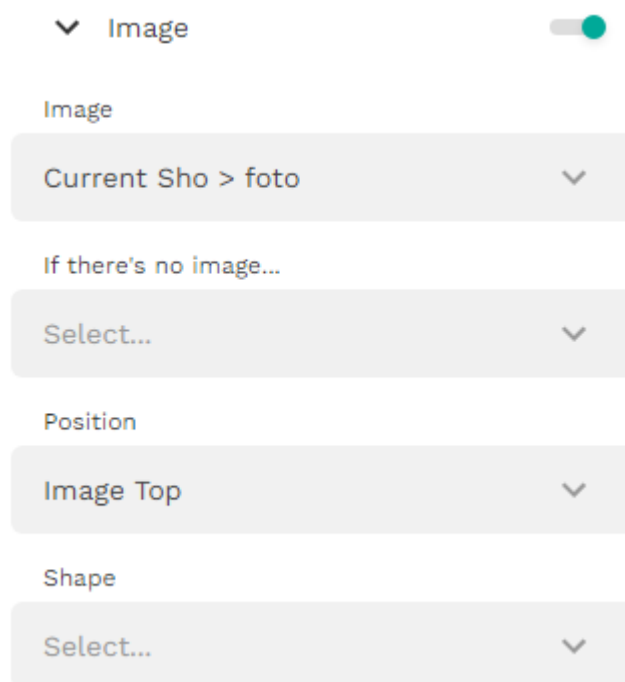 Image
Image
Current Sho > foto
If there's no image...
Select...
Position
Image Top
Shape
Select...